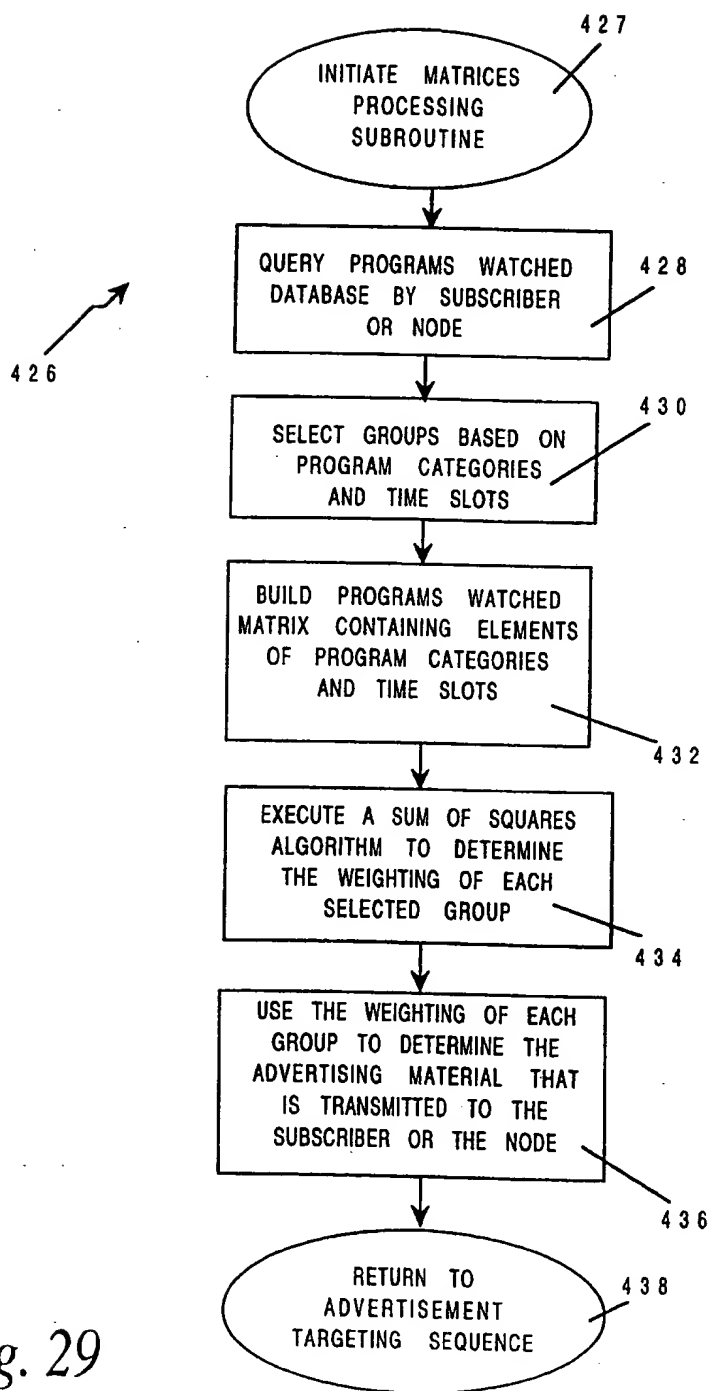 427
INITIATE MATRICES
PROCESSING
SUBROUTINE
QUERY PROGRAMS WATCHED
DATABASE BY SUBSCRIBER
OR NODE
428
426
SELECT GROUPS BASED ON
PROGRAM CATEGORIES
AND TIME SLOTS
430
BUILD PROGRAMS WATCHED
MATRIX CONTAINING ELEMENTS
OF PROGRAM CATEGORIES
AND TIME SLOTS
432
EXECUTE A SUM OF SQUARES
ALGORITHM TO DETERMINE
THE WEIGHTING OF EACH
SELECTED GROUP
434
USE THE WEIGHTING OF EACH
GROUP TO DETERMINE THE
ADVERTISING MATERIAL THAT
IS TRANSMITTED TO THE
SUBSCRIBER OR THE NODE
436
RETURN TO
ADVERTISEMENT
TARGETING SEQUENCE
438
g. 29